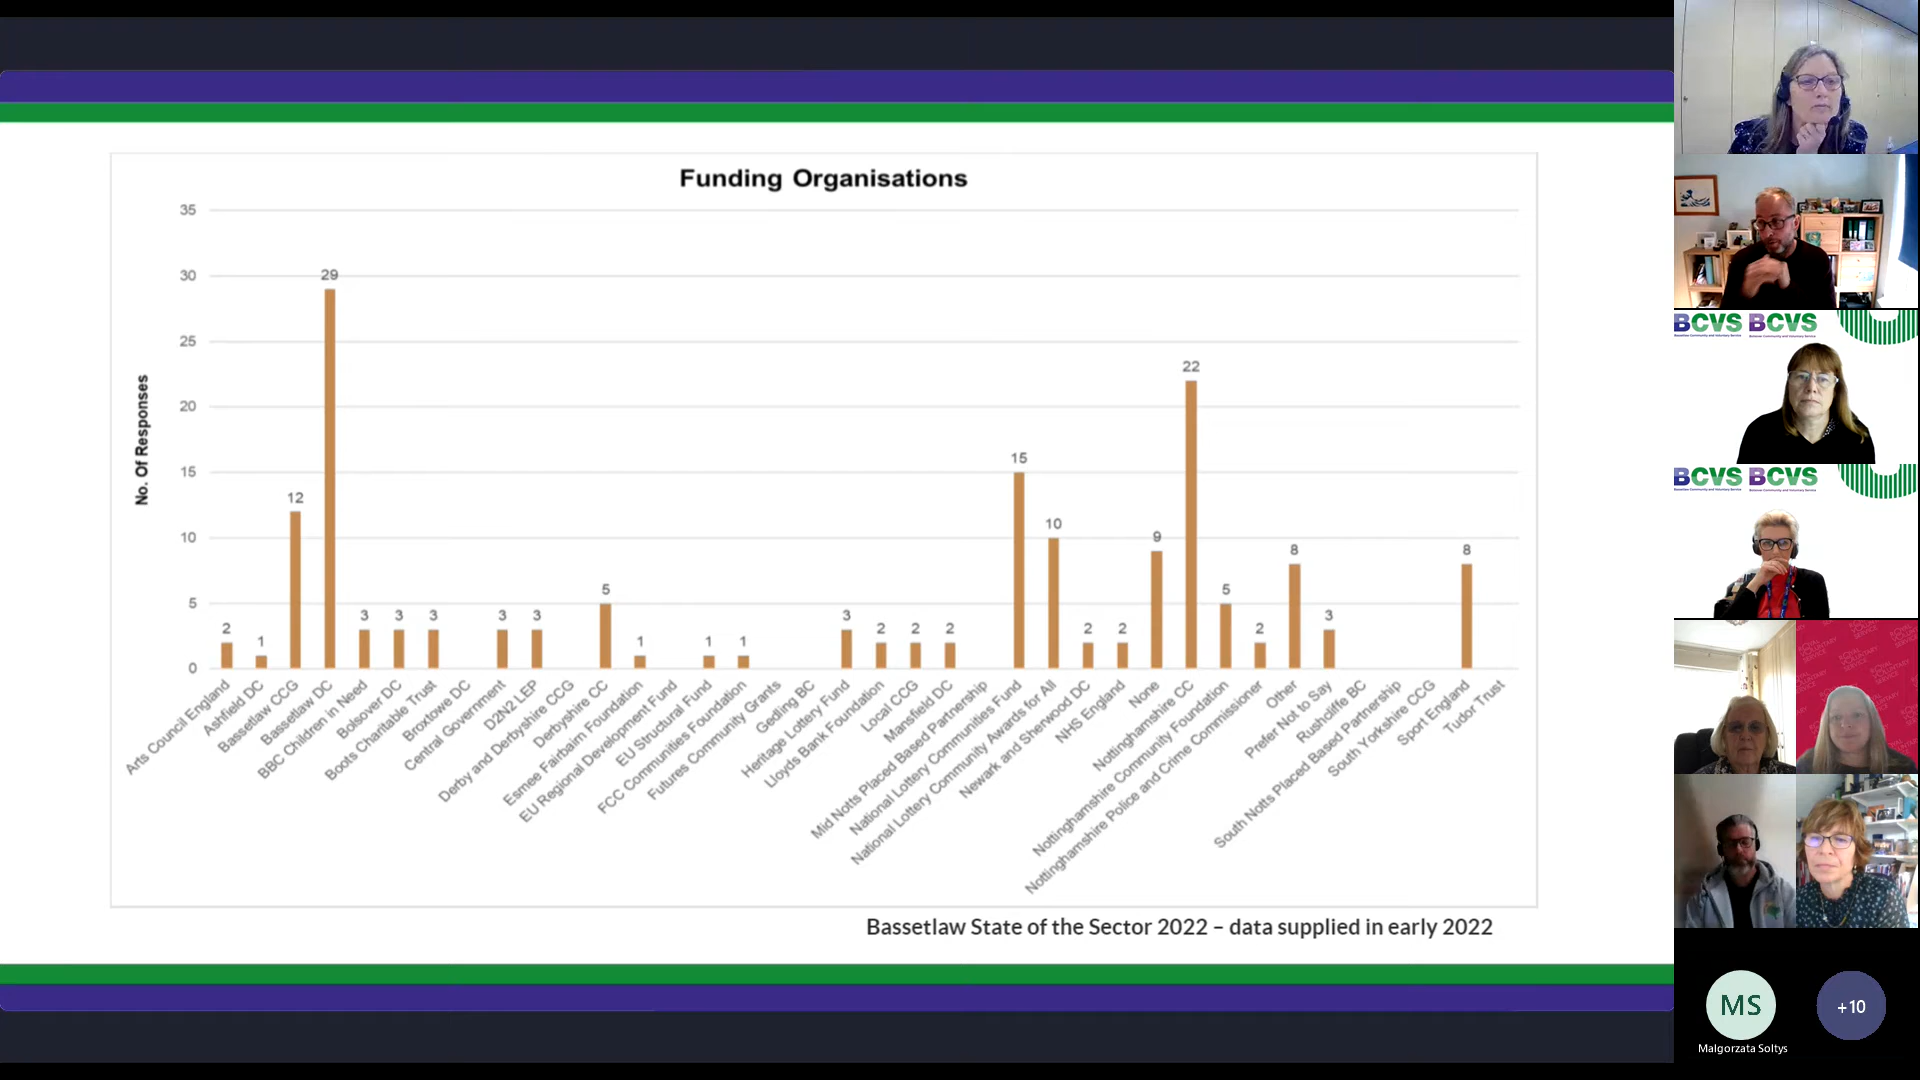 Funding Organisations
No. Of Responses
35
30
25
20
15
10
5
0
2
1
12
29
3
3
3
3
3
5
1
1
1
3
2
2
2
15
10
2
2
9
22
5
2
8
3
8
Arts Council England
Ashfield DC
Bassetlaw CCG
Bassetlaw DC
BBC Children in Need
Bolsover DC
Boots Charitable Trust
Broxtowe DC
Central Government
D2N2 LEP
Derby and Derbyshire CCG
Derbyshire CC
Esmee Fairbairn Foundation
EU Regional Development Fund
EU Structural Fund
FCC Communities Foundation
Futures Community Grants
Gedling BC
Heritage Lottery Fund
Lloyds Bank Foundation
Local CCG
Mansfield DC
Mid Notts Placed Based Partnership
National Lottery Communities Fund
National Lottery Community Awards for All
Newark and Sherwood DC
NHS England
None
Nottinghamshire CC
Nottinghamshire Community Foundation
Nottinghamshire Police and Crime Commissioner
Other
Prefer Not to Say
Rushcliffe BC
South Notts Placed Based Partnership
South Yorkshire CCG
Sport England
Tudor Trust
Bassetlaw State of the Sector 2022 – data supplied in early 2022
BCVS BCVS
BCVS BCVS
ROYAL VOLUNTARY SERVICE
MS
+10
Malgorzata Soltys